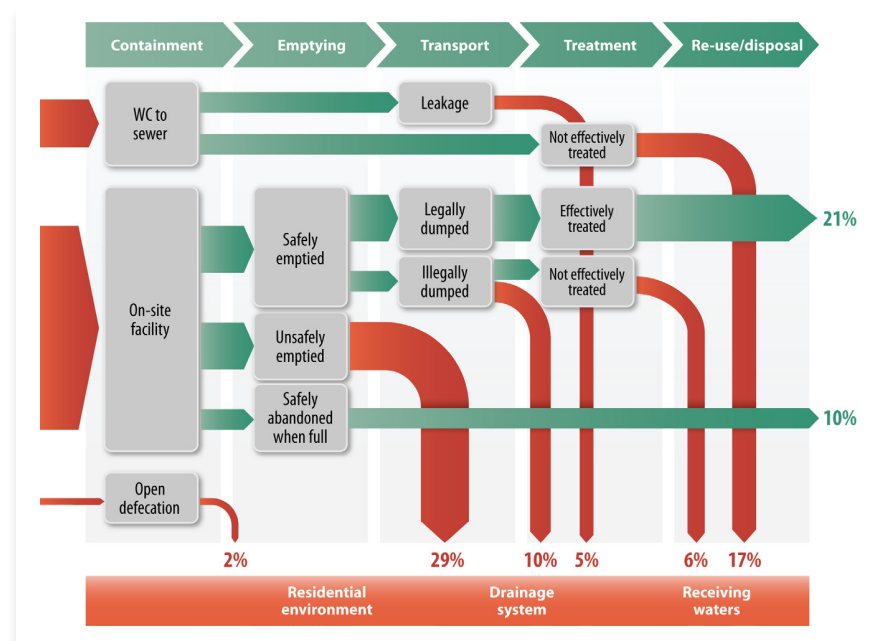 Containment
Emptying
Transport
Treatment
Re-use/disposal
WC to
sewer
Leakage
Not effectively
treated
On-site
facility
Safely
emptied
Legally
dumped
Effectively
treated
21%
Illegally
dumped
Not effectively
treated
Unsafely
emptied
Safely
abandoned
when full
10%
Open
defecation
2%
29%
10%
5%
6%
17%
Residential
environment
Drainage
system
Receiving
waters